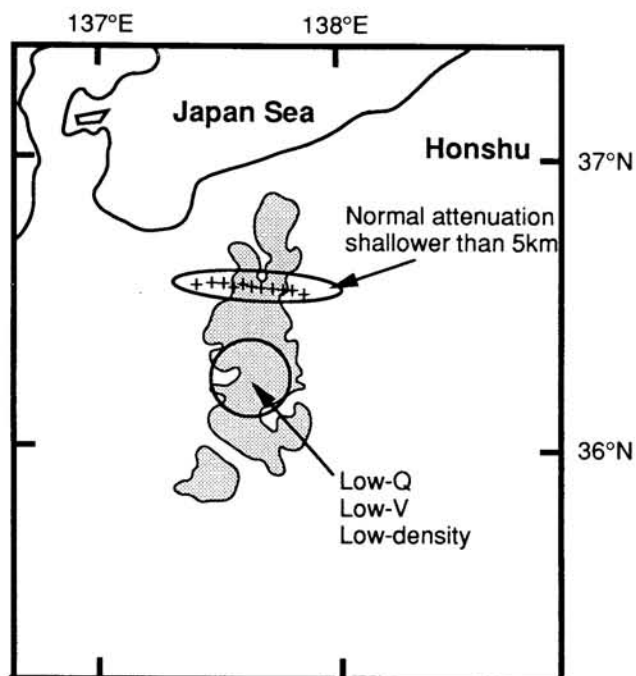 137°E 138°E
Japan Sea
Honshu
37°N
Normal attenuation
shallower than 5km
36°N
Low-Q
Low-V
Low-density